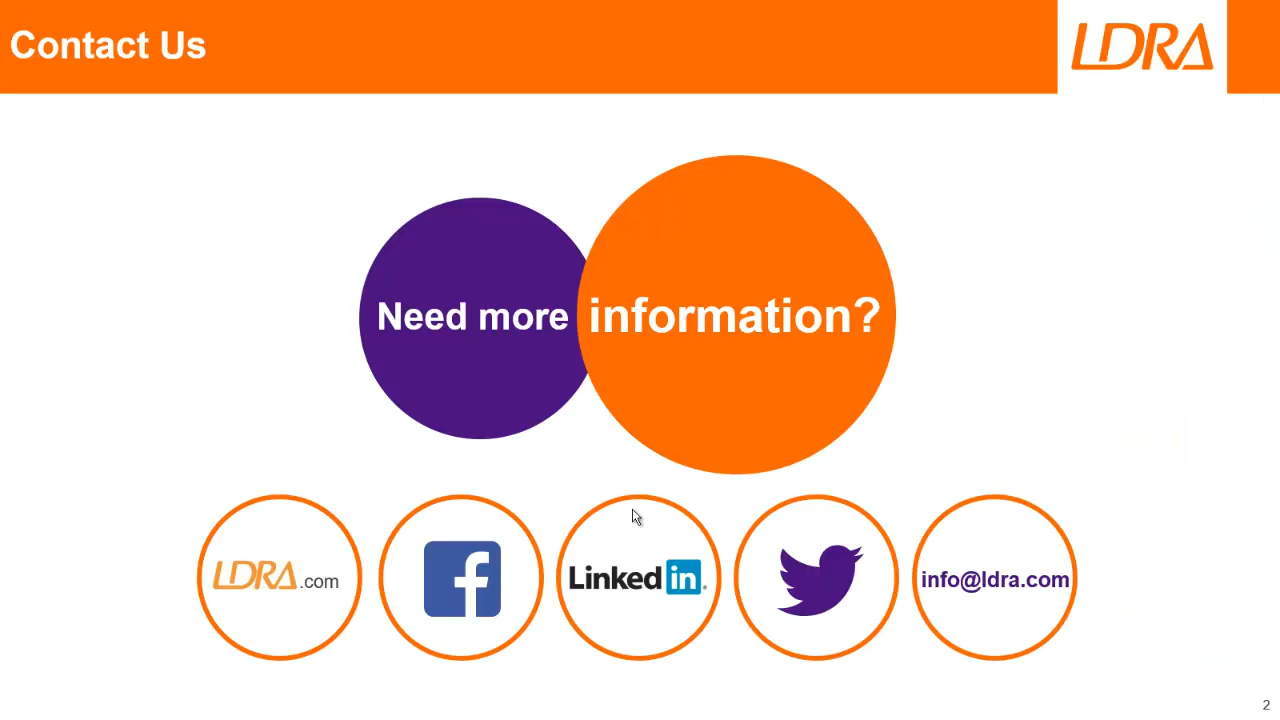 Contact Us
LDRA
Need more information?
LDRA.com
Linked in
info@ldra.com
2